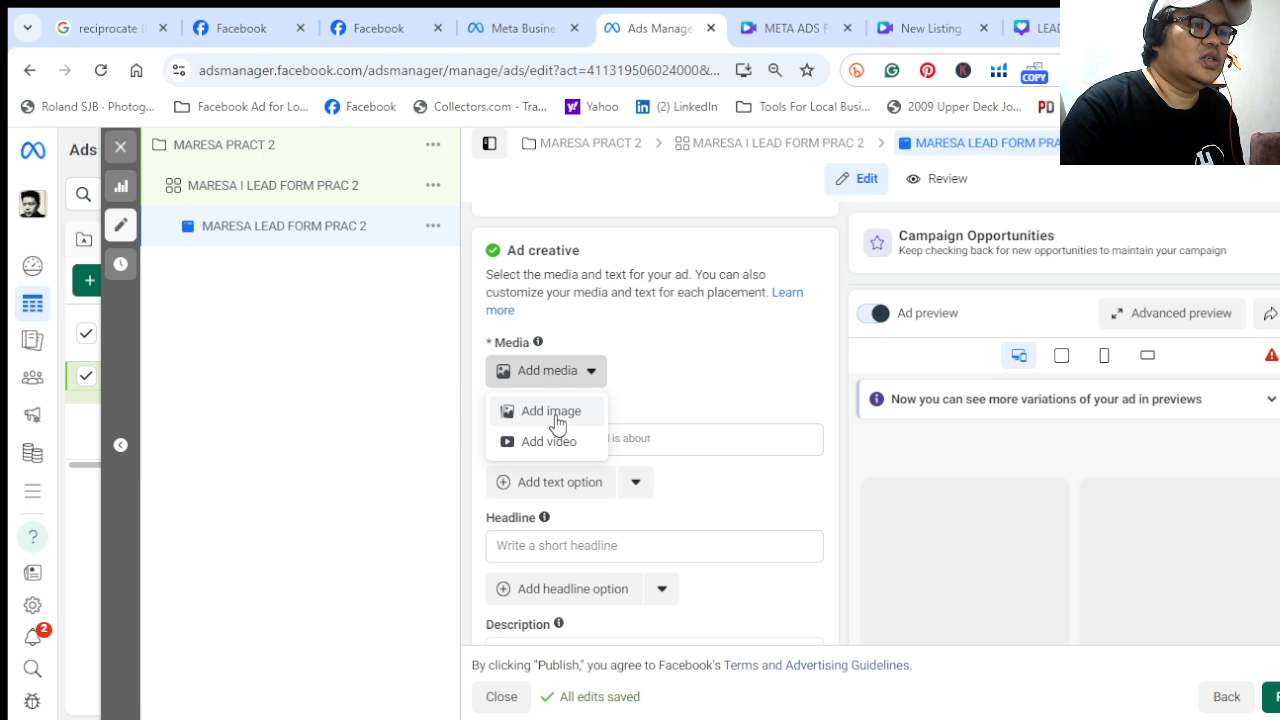 reciprocate
Facebook
Facebook
Meta Busine
Ads Manage
META ADS F
New Listing
LEAD
adsmanager.facebook.com/adsmanager/manage/ads/edit?act=411319506024000&...
COPY
Roland SJB · Photog...
Facebook Ad for Lo...
Facebook
Collectors.com - Tra...
Yahoo
(2) LinkedIn
Tools For Local Busi...
2009 Upper Deck Jo...
PD
Ads
MARESA PRACT 2
MARESA I LEAD FORM PRAC 2
MARESA LEAD FORM PRAC 2
MARESA PRACT 2
MARESA I LEAD FORM PRAC 2
MARESA LEAD FORM PRA
Edit
Review
Ad creative
Select the media and text for your ad. You can also
customize your media and text for each placement. Learn
more
* Media
Add media
Add image
Add video
is about
Add text option
Headline
Write a short headline
Add headline option
Description
Campaign Opportunities
Keep checking back for new opportunities to maintain your campaign
Ad preview
Advanced preview
Now you can see more variations of your ad in previews
2
By clicking "Publish," you agree to Facebook's Terms and Advertising Guidelines.
Close
All edits saved
Back